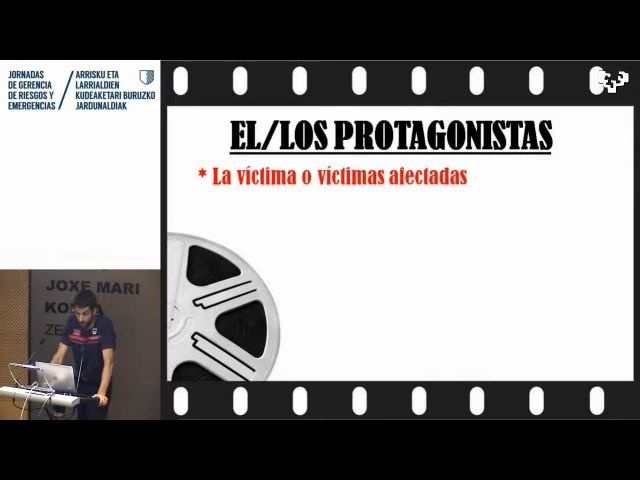 JORNADAS
DE GERENCIA
DE RIESGOS Y
EMERGENCIAS
ARRISKU ETA
LARRIALDIEN
KUDEAKETARI BURUZKO
JARDUNALDIAK
EL/LOS PROTAGONISTAS
* La víctima o víctimas afectadas
JOXE MARI